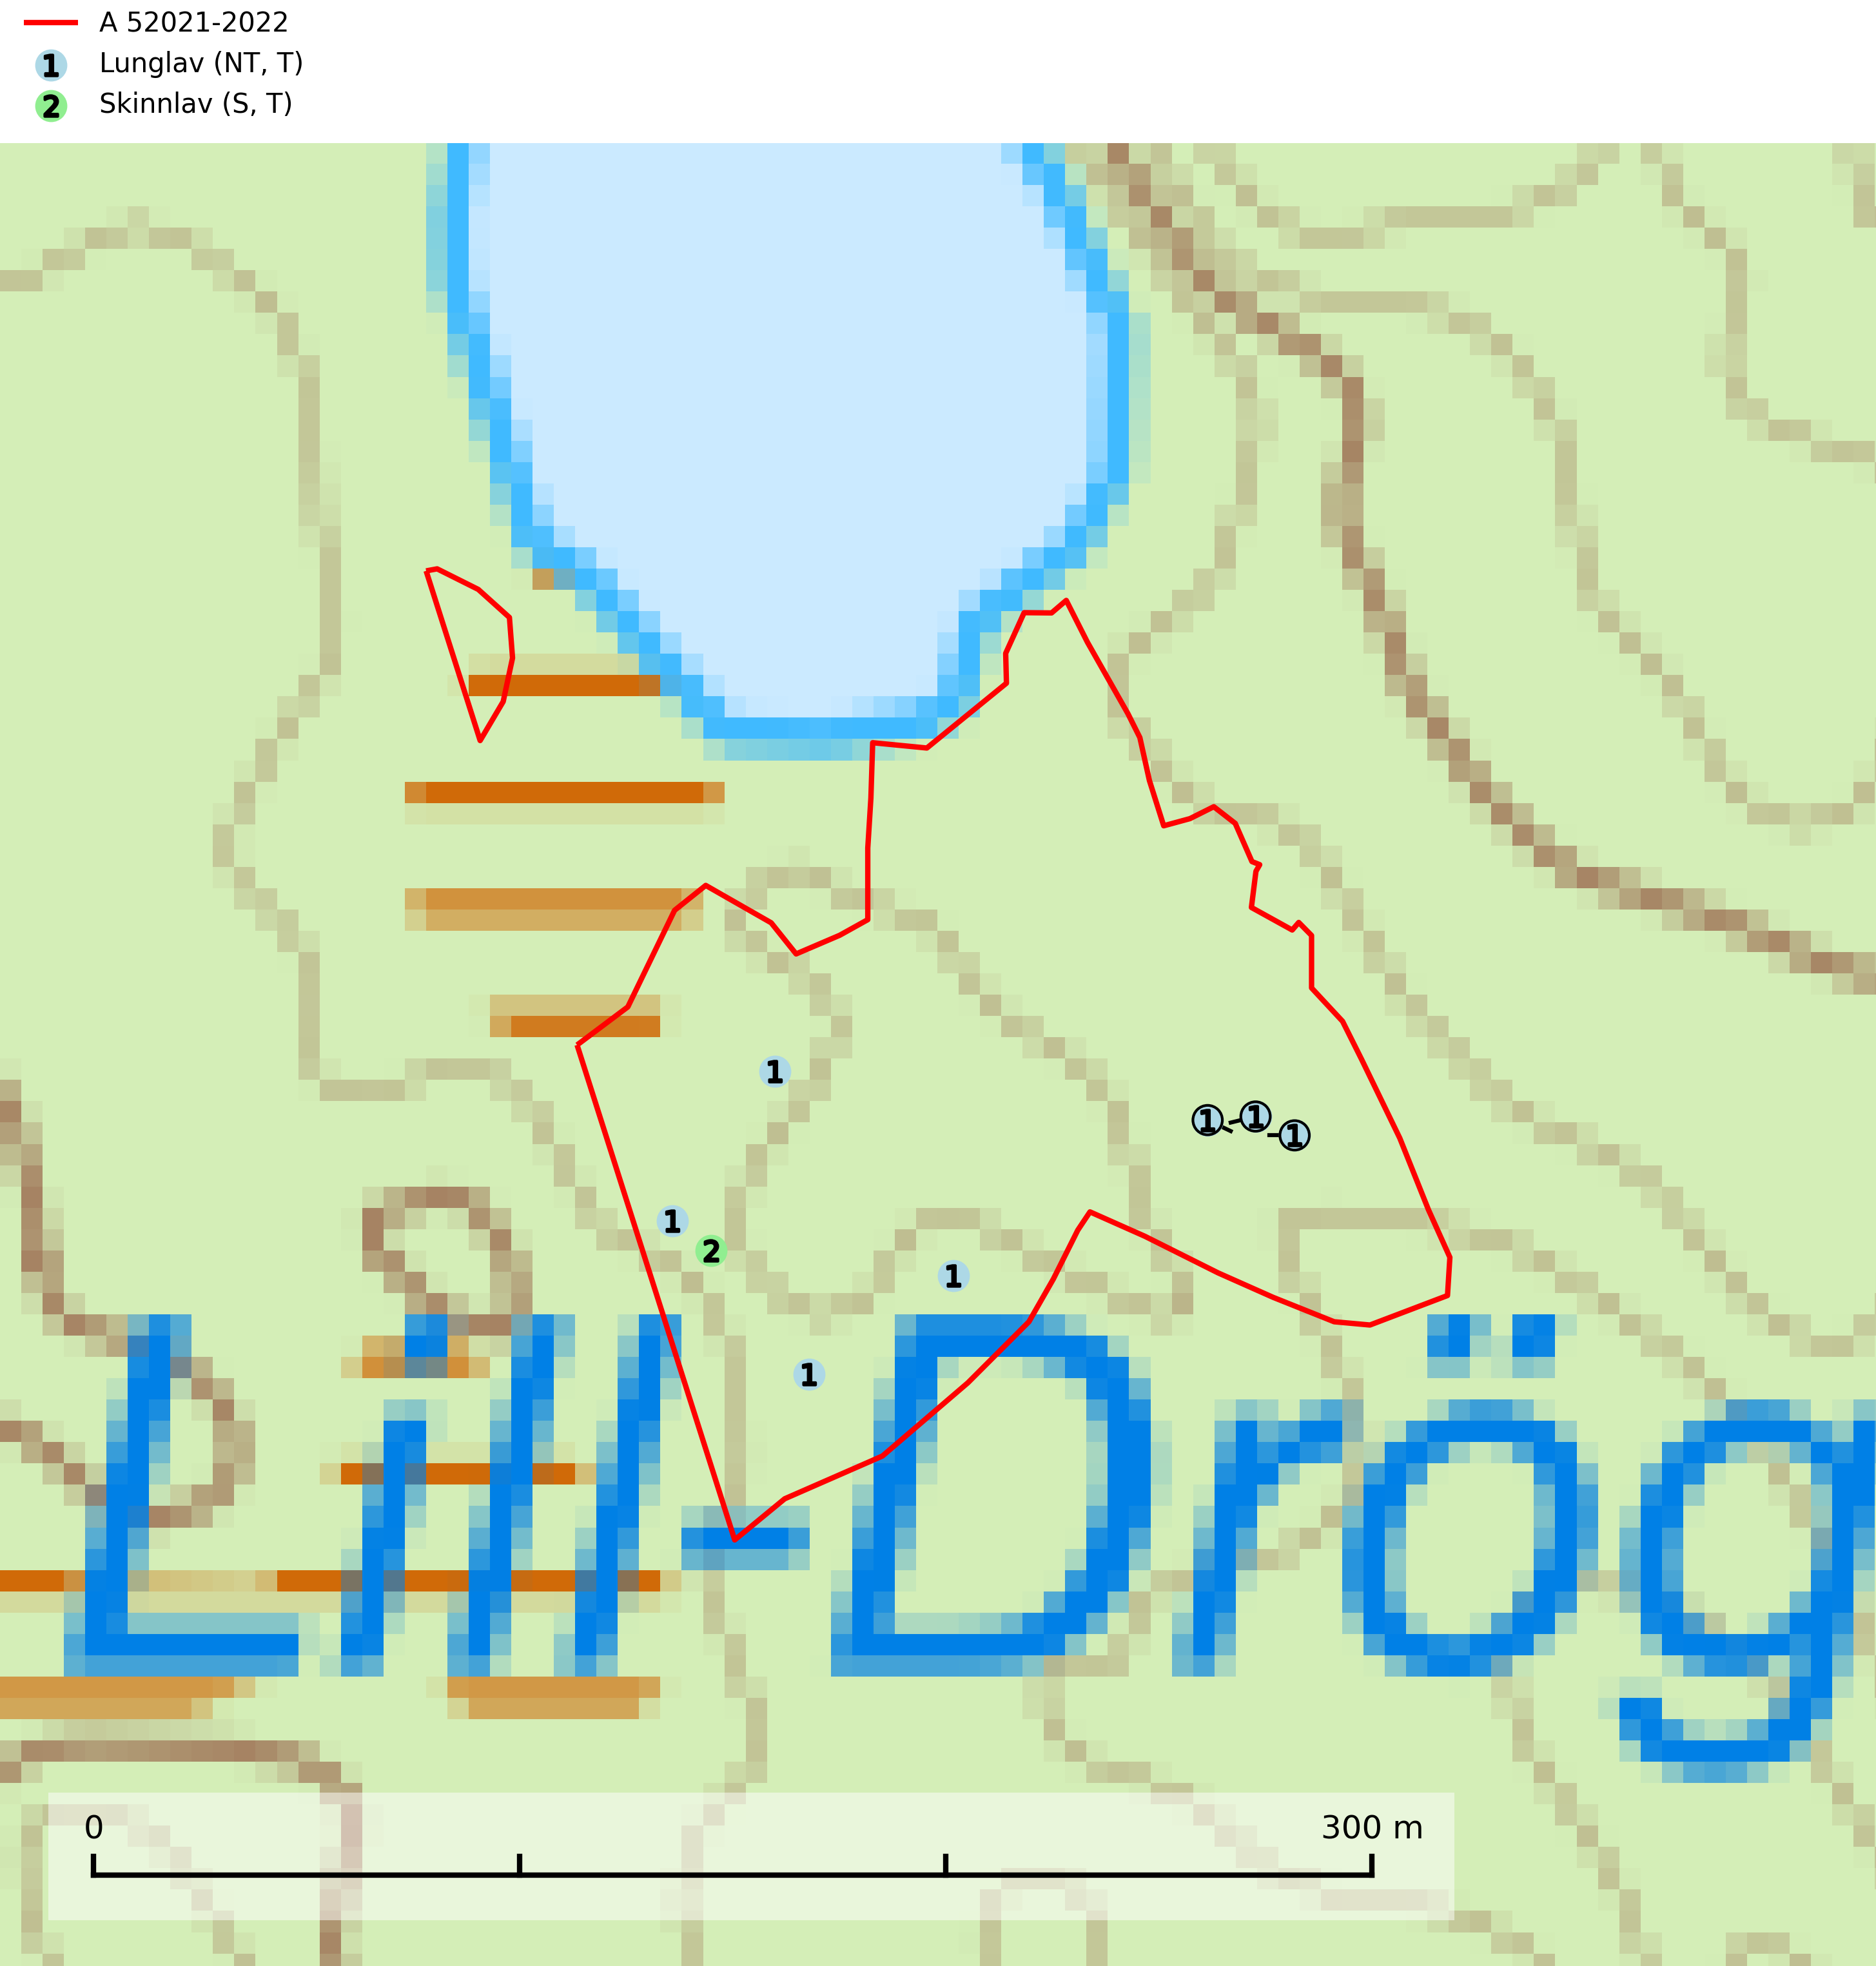 A 52021-2022
1 Lunglav (NT, T)
2 Skinnlav (S, T)
1
1 1 1
1
2
1
1
Lill-Drög
0 300 m